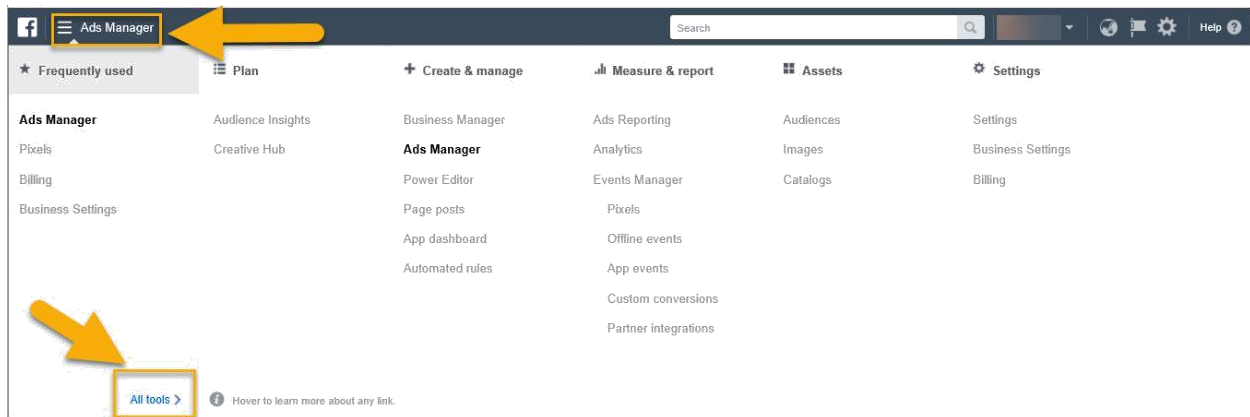 f Ads Manager Search Help ?
Frequently used Plan Create & manage Measure & report Assets Settings
Ads Manager Audience Insights Business Manager Ads Reporting Audiences Settings
Pixels Creative Hub Ads Manager Analytics Images Business Settings
Billing Power Editor Events Manager Catalogs Billing
Business Settings Page posts Pixels
App dashboard Offline events
Automated rules App events
Custom conversions
Partner integrations
All tools > i Hover to learn more about any link.